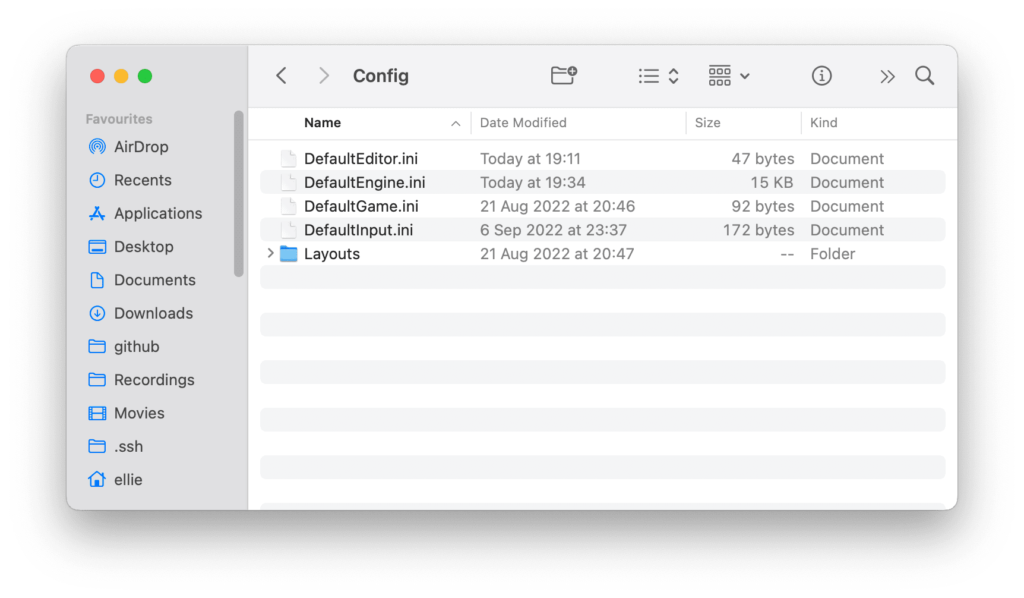 Config
Favourites
AirDrop
Recents
Applications
Desktop
Documents
Downloads
github
Recordings
Movies
.ssh
ellie
Name Date Modified Size Kind
DefaultEditor.ini Today at 19:11 47 bytes Document
DefaultEngine.ini Today at 19:34 15 KB Document
DefaultGame.ini 21 Aug 2022 at 20:46 92 bytes Document
DefaultInput.ini 6 Sep 2022 at 23:37 172 bytes Document
Layouts 21 Aug 2022 at 20:47 -- Folder